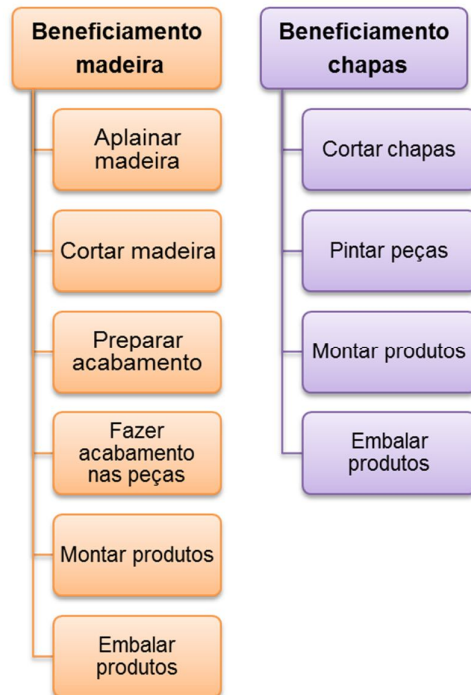 Beneficiamento
madeira
Aplainar
madeira
Cortar madeira
Preparar
acabamento
Fazer
acabamento
nas peças
Montar produtos
Embalar
produtos
Beneficiamento
chapas
Cortar chapas
Pintar peças
Montar produtos
Embalar
produtos